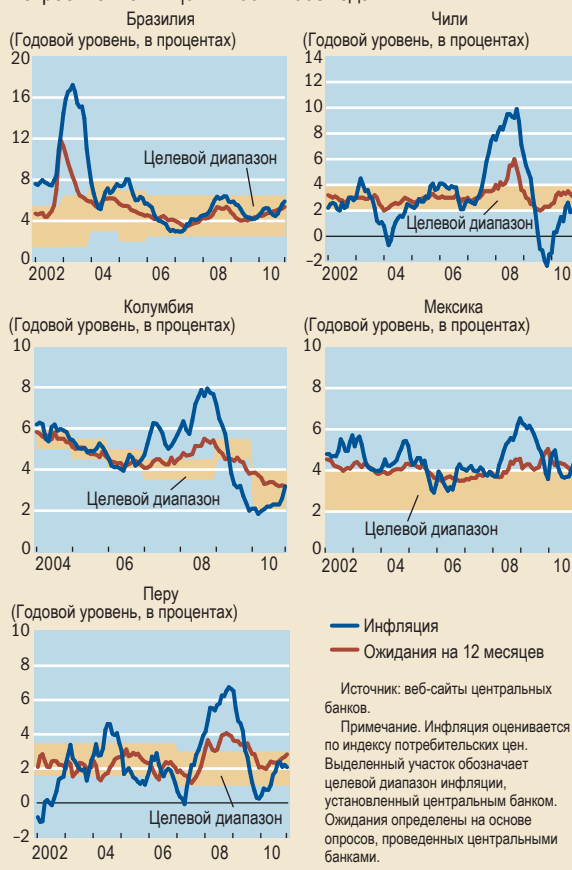 Бразилия
(Годовой уровень, в процентах)
20
16
12
8
4
0
Целевой диапазон
2002 04 06 08 10
Чили
(Годовой уровень, в процентах)
14
12
10
8
6
4
2
0
–2
Целевой диапазон
2002 04 06 08 10
Колумбия
(Годовой уровень, в процентах)
10
8
6
4
2
0
Целевой диапазон
2004 06 08 10
Мексика
(Годовой уровень, в процентах)
10
8
6
4
2
0
Целевой диапазон
2002 04 06 08 10
Перу
(Годовой уровень, в процентах)
10
8
6
4
2
0
–2
Целевой диапазон
2002 04 06 08 10
Инфляция
Ожидания на 12 месяцев
Источник: веб-сайты центральных
банков.
Примечание. Инфляция оценивается
по индексу потребительских цен.
Выделенный участок обозначает
целевой диапазон инфляции,
установленный центральным банком.
Ожидания определены на основе
опросов, проведенных центральными
банками.